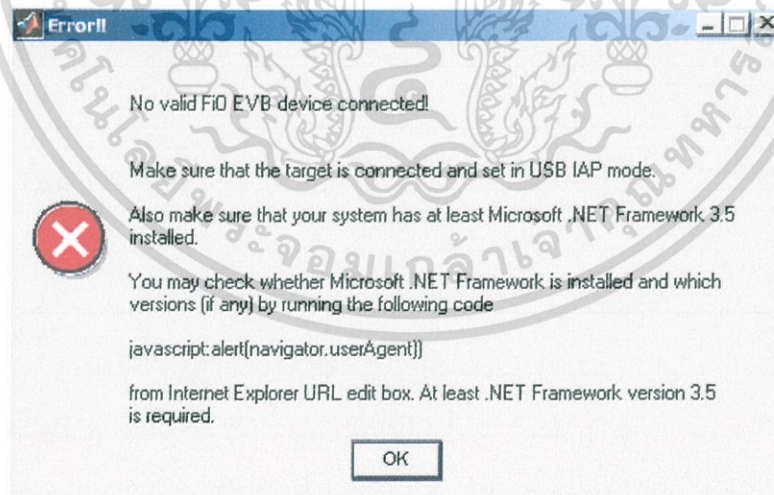 Error!!
No valid FiO EVB device connected!
Make sure that the target is connected and set in USB IAP mode.
Also make sure that your system has at least Microsoft .NET Framework 3.5
installed.
You may check whether Microsoft .NET Framework is installed and which
versions (if any) by running the following code
javascript:alert(navigator.userAgent))
from Internet Explorer URL edit box. At least .NET Framework version 3.5
is required.
OK